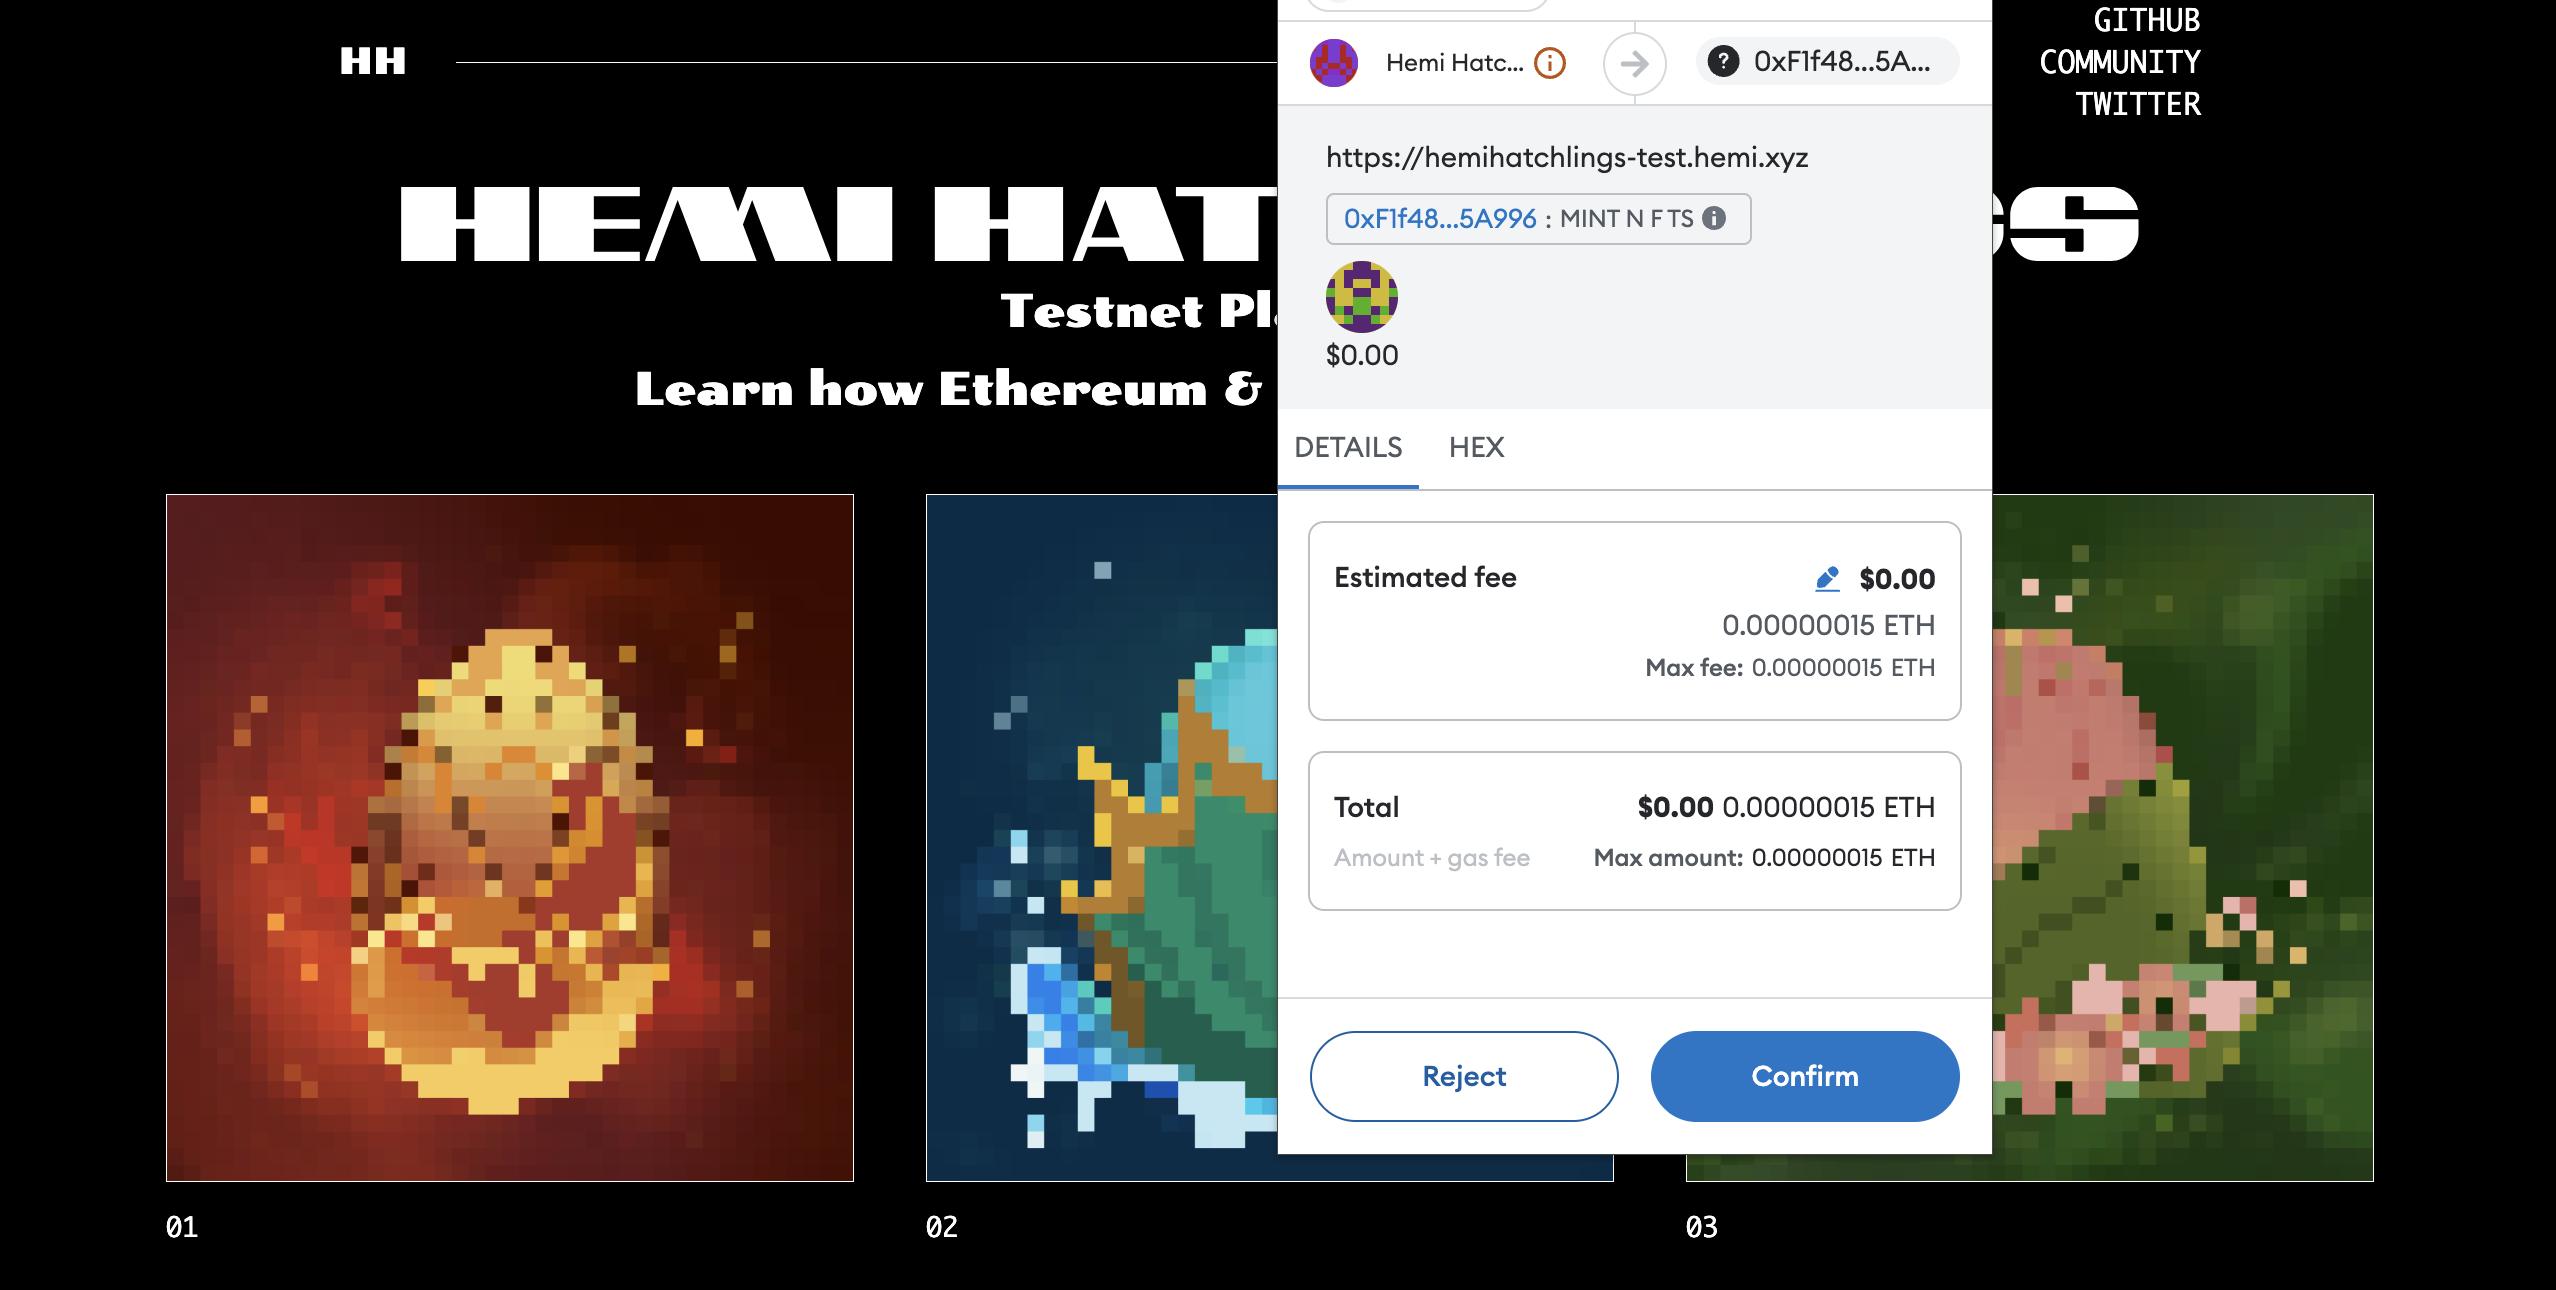 HH
GITHUB
COMMUNITY
TWITTER
HEMI HAT
S
Testnet Pl
Learn how Ethereum &
Hemi Hatc...
0xF1f48...5A...
https://hemihatchlings-test.hemi.xyz
0xF1f48...5A996 : MINT N F TS
$0.00
DETAILS HEX
Estimated fee $0.00
0.00000015 ETH
Max fee: 0.00000015 ETH
Total $0.00 0.00000015 ETH
Amount + gas fee Max amount: 0.00000015 ETH
Reject Confirm
01
02
03